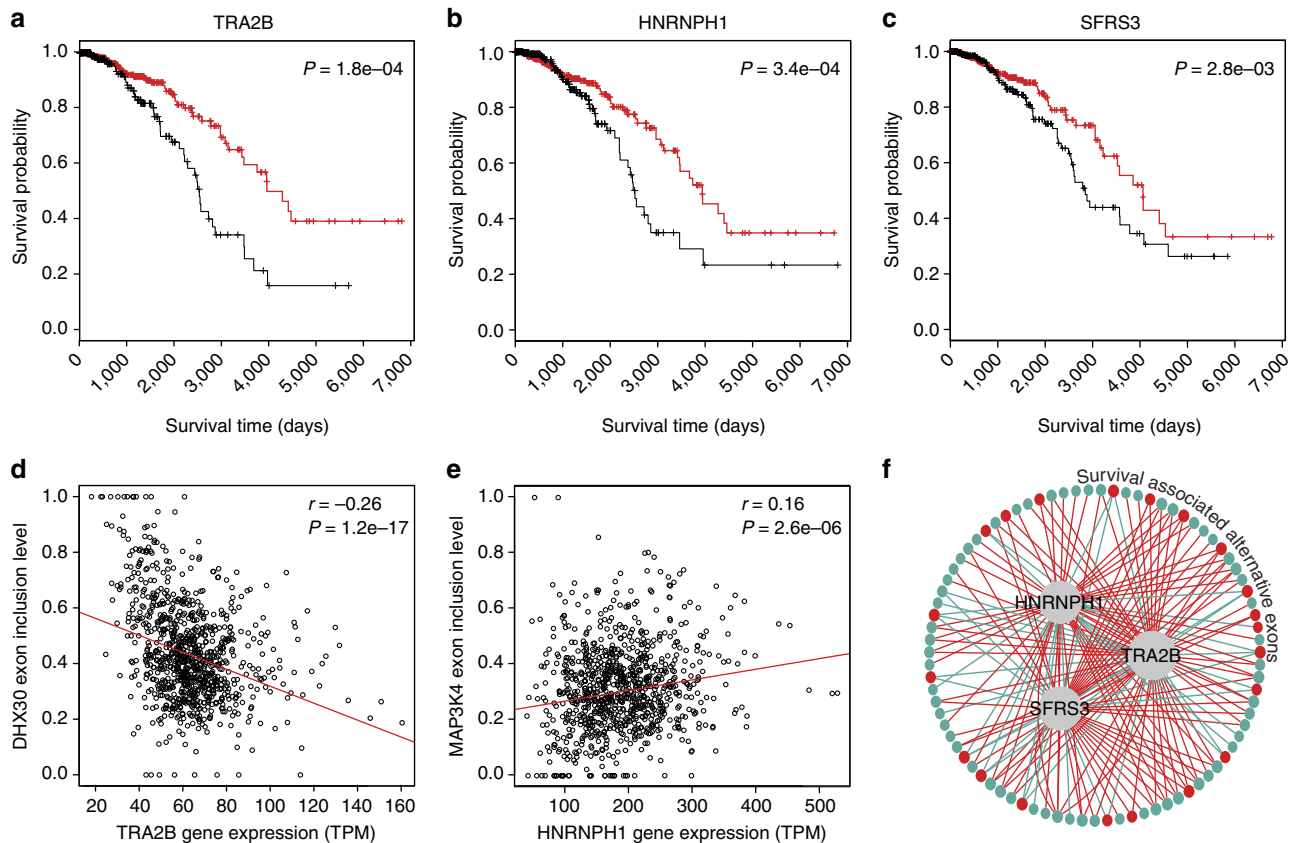 a
TRA2B
P = 1.8e–04
Survival probability
1.0
0.8
0.6
0.4
0.2
0.0
0
1,000
2,000
3,000
4,000
5,000
6,000
7,000
Survival time (days)
b
HNRNPH1
P = 3.4e–04
Survival probability
1.0
0.8
0.6
0.4
0.2
0.0
0
1,000
2,000
3,000
4,000
5,000
6,000
7,000
Survival time (days)
c
SFRS3
P = 2.8e–03
Survival probability
1.0
0.8
0.6
0.4
0.2
0.0
0
1,000
2,000
3,000
4,000
5,000
6,000
7,000
Survival time (days)
d
r = –0.26
P = 1.2e–17
DHX30 exon inclusion level
1.0
0.8
0.6
0.4
0.2
0.0
20 40 60 80 100 120 140 160
TRA2B gene expression (TPM)
e
r = 0.16
P = 2.6e–06
MAP3K4 exon inclusion level
1.0
0.8
0.6
0.4
0.2
0.0
100 200 300 400 500
HNRNPH1 gene expression (TPM)
f
Survival associated alternative exons
HNRNPH1
TRA2B
SFRS3